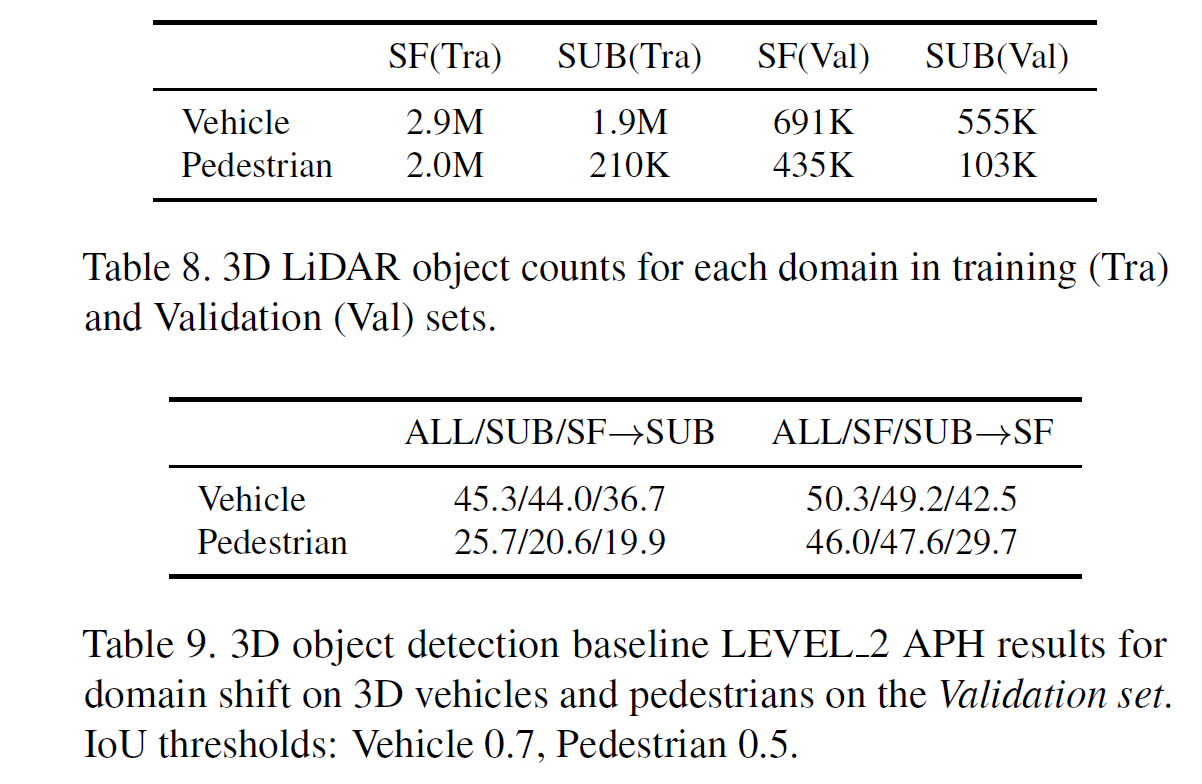 SF(Tra) SUB(Tra) SF(Val) SUB(Val)
Vehicle 2.9M 1.9M 691K 555K
Pedestrian 2.0M 210K 435K 103K
Table 8. 3D LiDAR object counts for each domain in training (Tra)
and Validation (Val) sets.
ALL/SUB/SF→SUB ALL/SF/SUB→SF
Vehicle 45.3/44.0/36.7 50.3/49.2/42.5
Pedestrian 25.7/20.6/19.9 46.0/47.6/29.7
Table 9. 3D object detection baseline LEVEL_2 APH results for
domain shift on 3D vehicles and pedestrians on the Validation set.
IoU thresholds: Vehicle 0.7, Pedestrian 0.5.